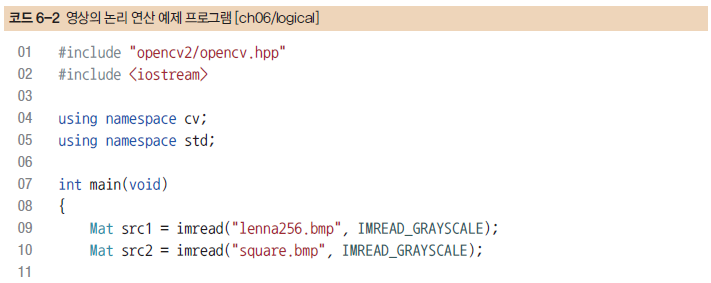 코드 6-2 영상의 논리 연산 예제 프로그램 [ch06/logical]
01 #include "opencv2/opencv.hpp"
02 #include <iostream>
03
04 using namespace cv;
05 using namespace std;
06
07 int main(void)
08 {
09 Mat src1 = imread("lenna256.bmp", IMREAD_GRAYSCALE);
10 Mat src2 = imread("square.bmp", IMREAD_GRAYSCALE);
11